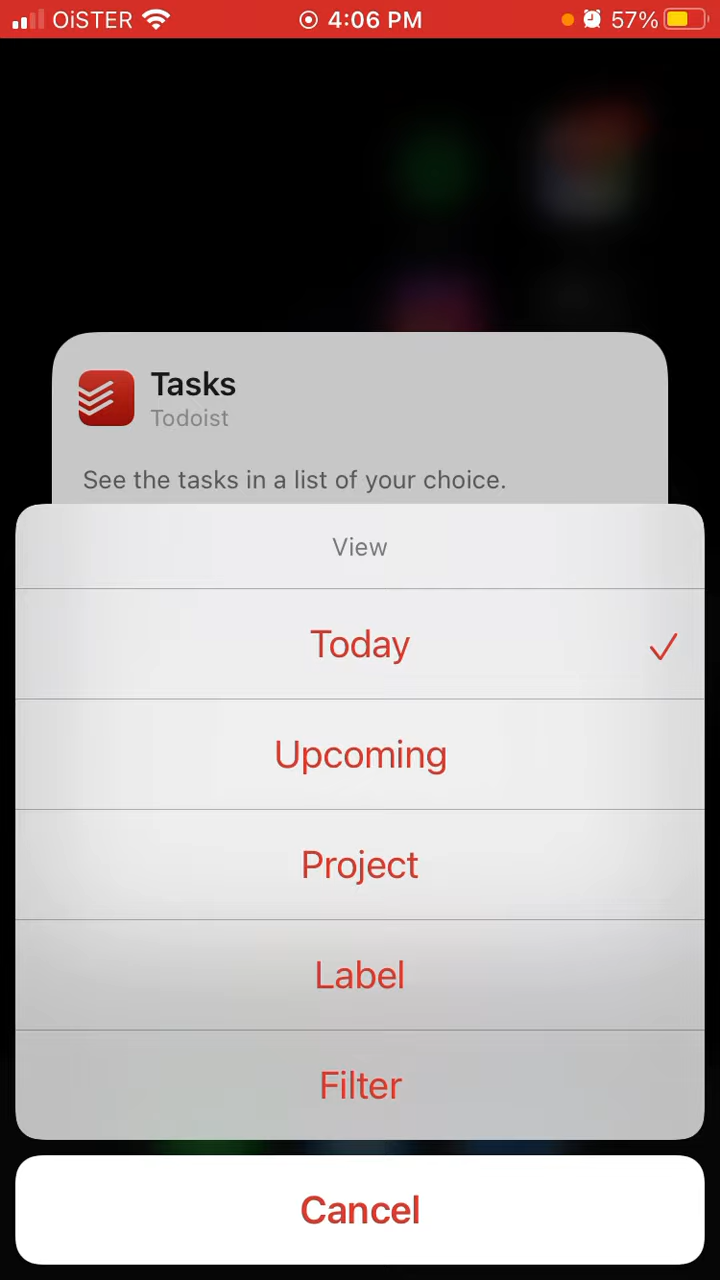 OiSTER 4:06 PM 57%
Tasks
Todoist
See the tasks in a list of your choice.
View
Today
Upcoming
Project
Label
Filter
Cancel